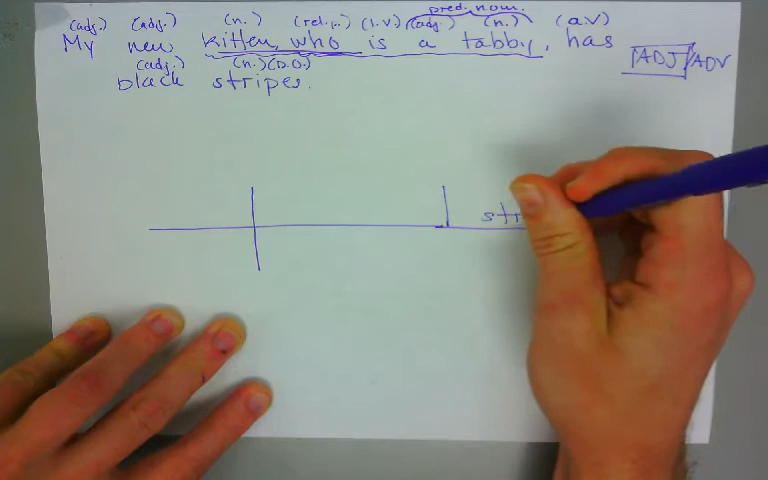 pred. nom.
(adj.) (adj.) (n.) (rel. p.) (l.v) (adj.) (n.) (a.v)
My new kitten, who is a tabby, has
ADJ/ADV
(adj.) (n.)(D.O.)
black stripes.
str